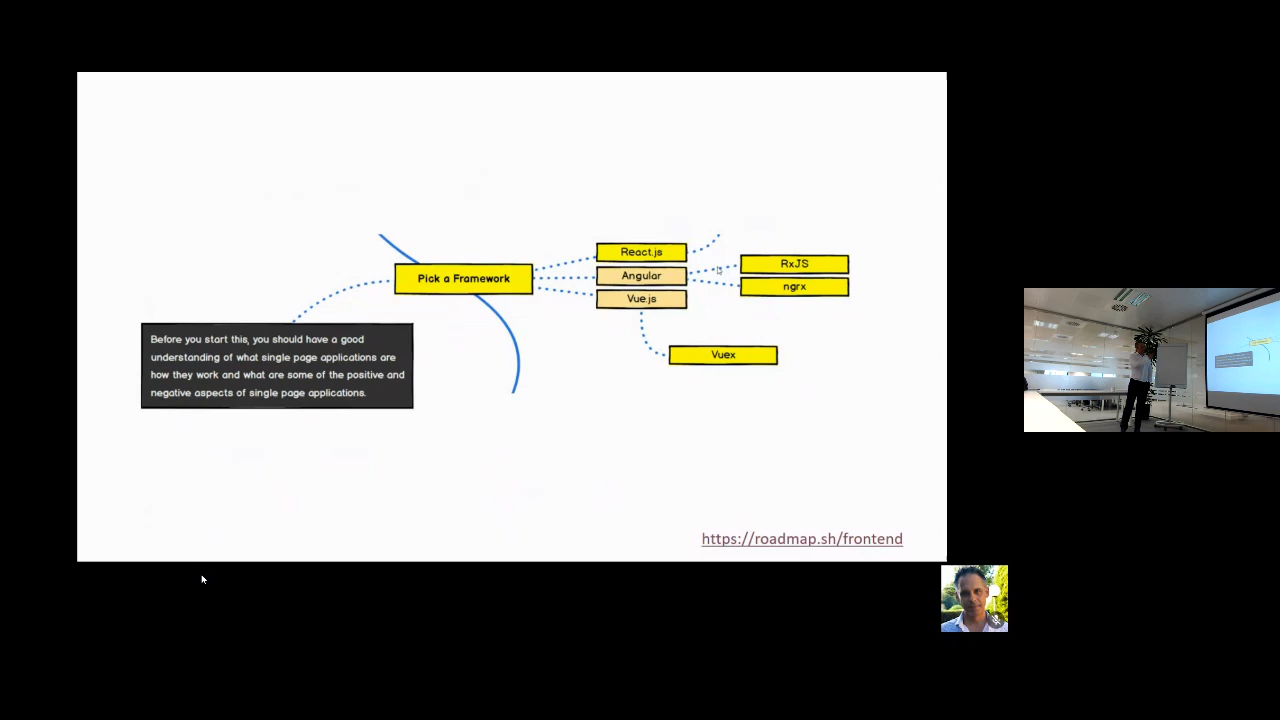 React.js
RxJS
Pick a Framework
Angular
ngrx
Vue.js
Before you start this, you should have a good
understanding of what single page applications are
how they work and what are some of the positive and
negative aspects of single page applications.
Vuex
https://roadmap.sh/frontend